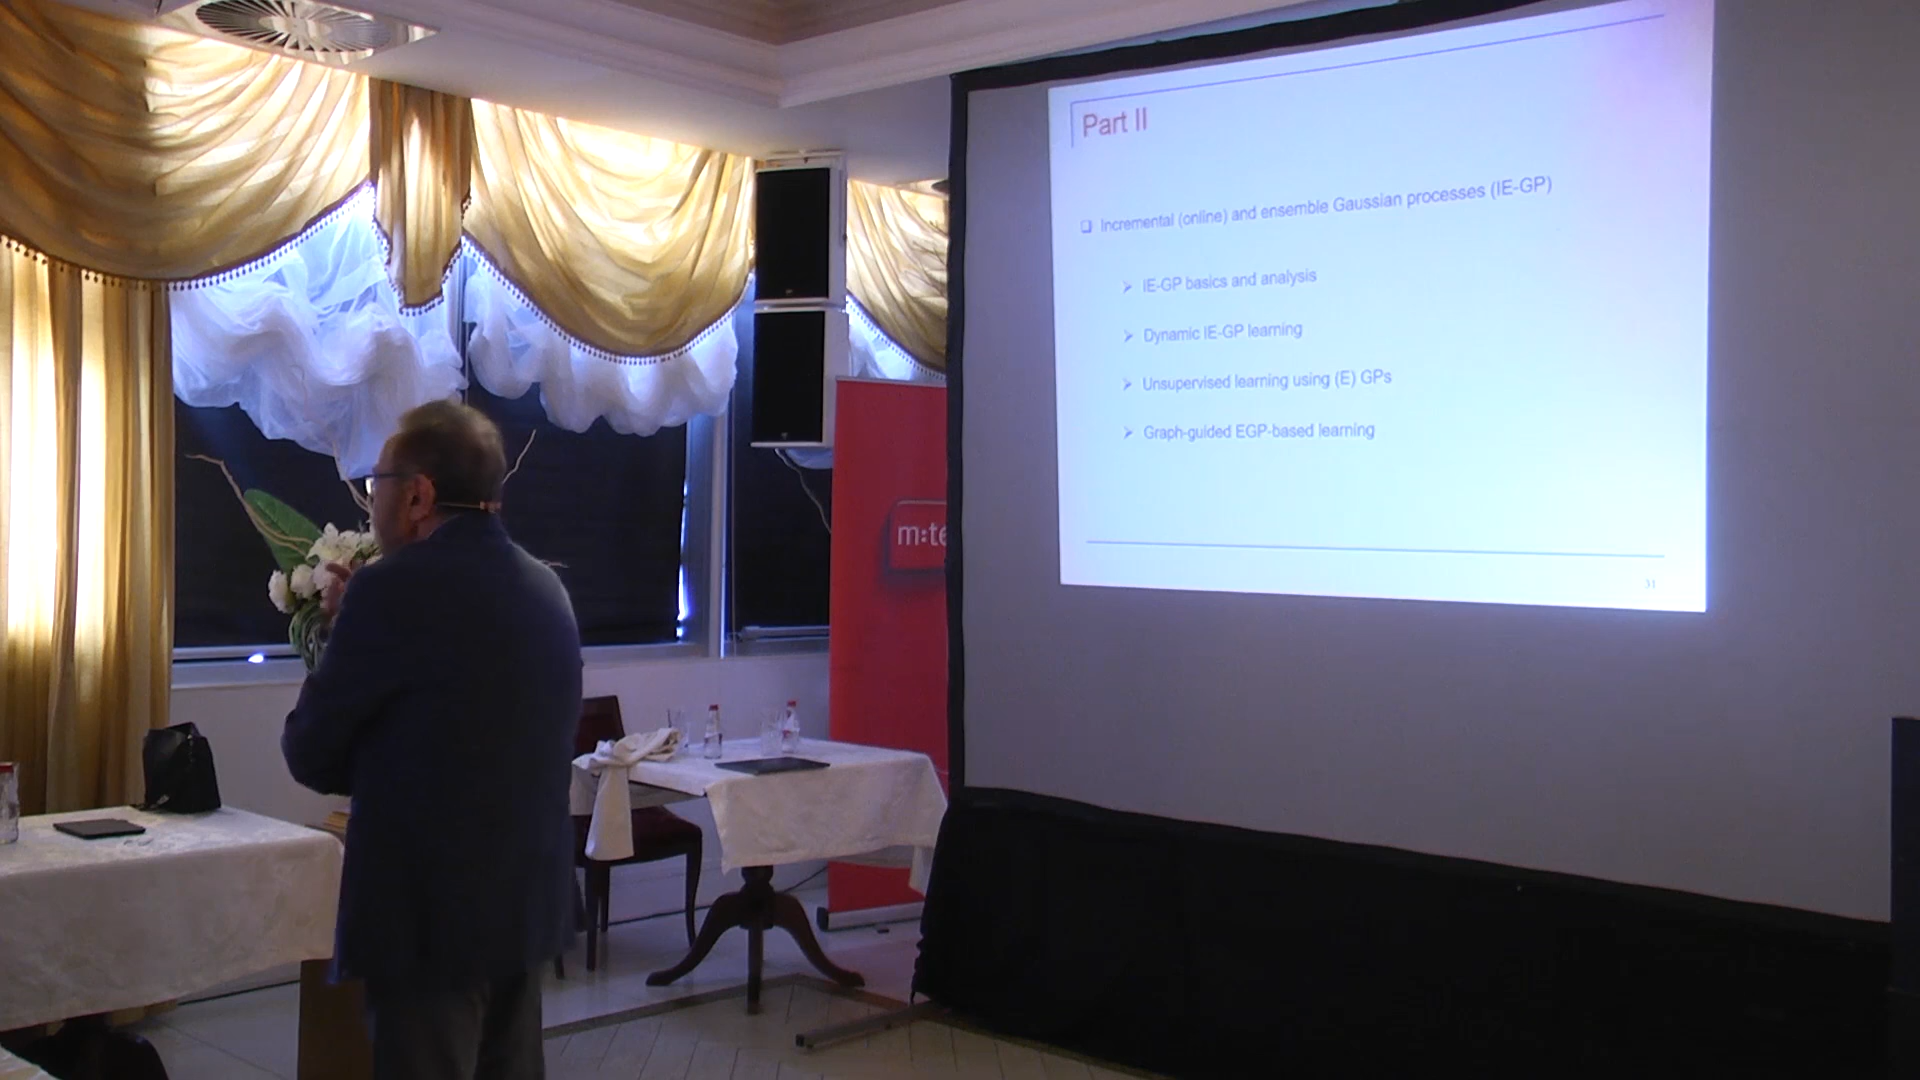 Part II
❑ Incremental (online) and ensemble Gaussian processes (IE-GP)
➢ IE-GP basics and analysis
➢ Dynamic IE-GP learning
➢ Unsupervised learning using (E) GPs
➢ Graph-guided EGP-based learning
31
m:te